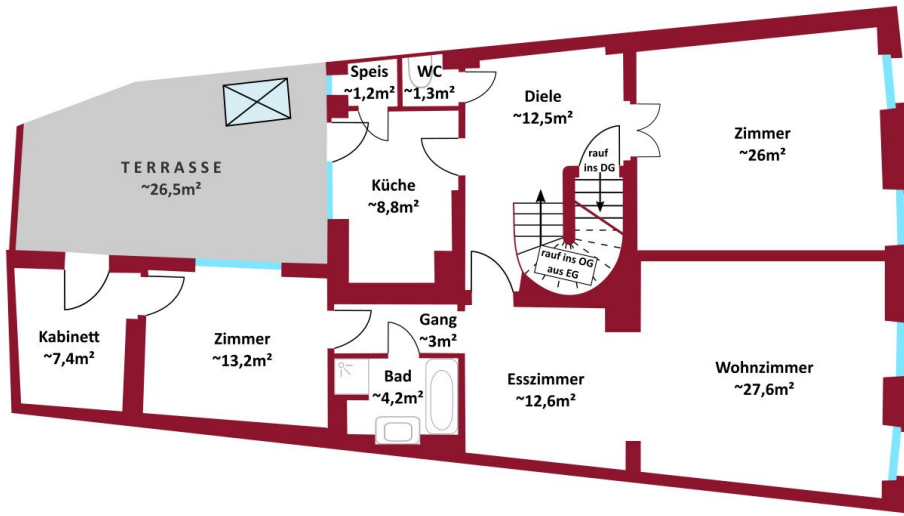 Speis
~1,2m²
WC
~1,3m²
Diele
~12,5m²
Zimmer
~26m²
TERRASSE
~26,5m²
Küche
~8,8m²
rauf
ins DG
rauf ins OG
aus EG
Kabinett
~7,4m²
Zimmer
~13,2m²
Gang
~3m²
Bad
~4,2m²
Esszimmer
~12,6m²
Wohnzimmer
~27,6m²